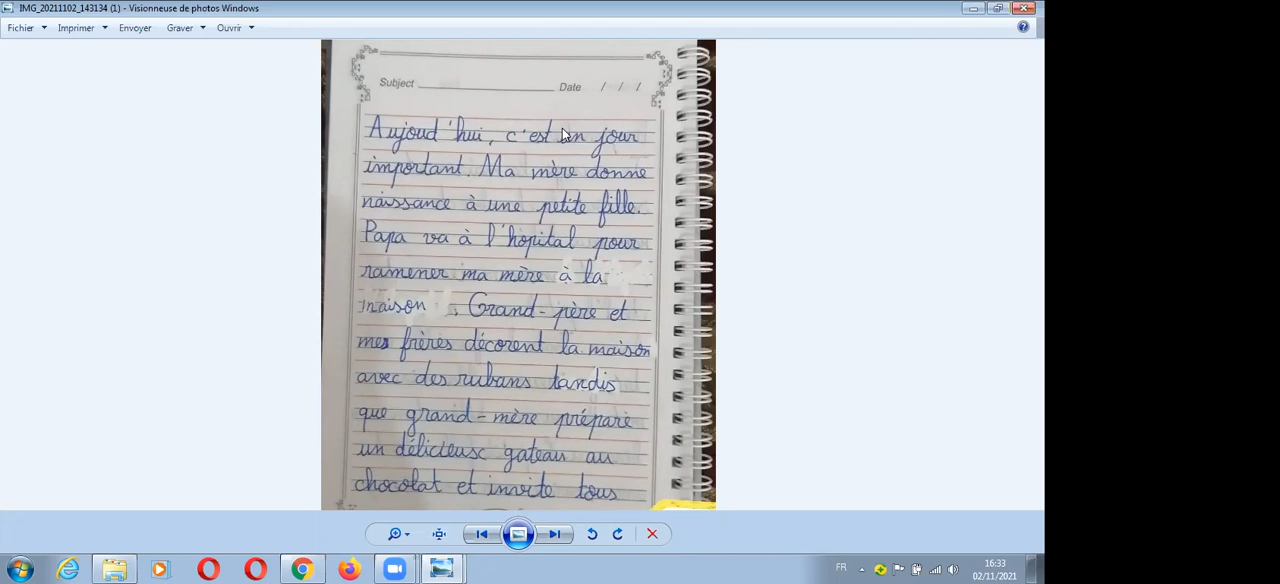 IMG_20211102_143134 (1) - Visionneuse de photos Windows
Fichier Imprimer Envoyer Graver Ouvrir
Subject Date / / /
Aujoud'hui, c'est un jour
important. Ma mère donne
naissance à une petite fille.
Papa va à l'hôpital pour
ramener ma mère à la
maison. Grand-père et
mes frères décorent la maison
avec des rubans tandis
que grand-mère prépare
un délicieux gateau au
chocolat et invite tous
FR
16:33
02/11/2021